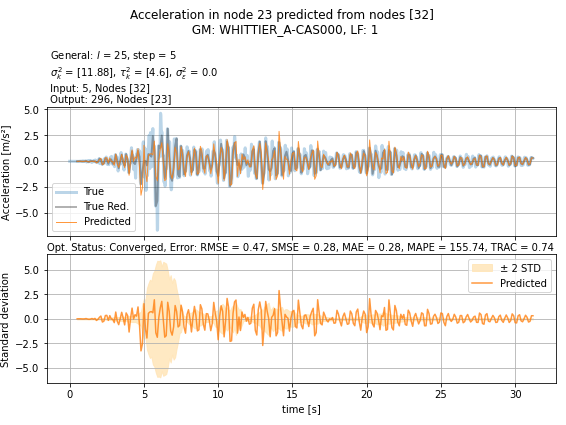 Acceleration in node 23 predicted from nodes [32]
GM: WHITTIER_A-CAS000, LF: 1
General: l = 25, step = 5
σ²ₖ = [11.88], τ²ₖ = [4.6], σ²ε = 0.0
Input: 5, Nodes [32]
Output: 296, Nodes [23]
Acceleration [m/s²]
5.0
2.5
0.0
−2.5
−5.0
True
True Red.
Predicted
Opt. Status: Converged, Error: RMSE = 0.47, SMSE = 0.28, MAE = 0.28, MAPE = 155.74, TRAC = 0.74
Standard deviation
5.0
2.5
0.0
−2.5
−5.0
± 2 STD
Predicted
0 5 10 15 20 25 30
time [s]